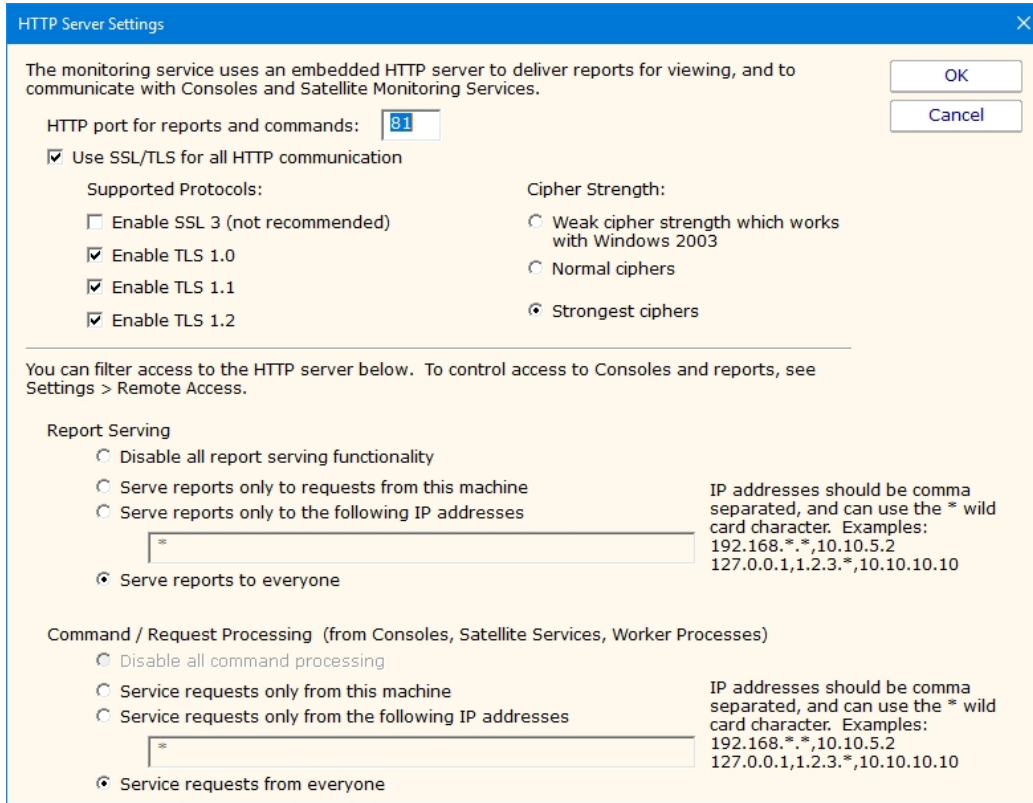 HTTP Server Settings
The monitoring service uses an embedded HTTP server to deliver reports for viewing, and to
communicate with Consoles and Satellite Monitoring Services.
OK
Cancel
HTTP port for reports and commands: 81
Use SSL/TLS for all HTTP communication
Supported Protocols:
Enable SSL 3 (not recommended)
Enable TLS 1.0
Enable TLS 1.1
Enable TLS 1.2
Cipher Strength:
Weak cipher strength which works
with Windows 2003
Normal ciphers
Strongest ciphers
You can filter access to the HTTP server below. To control access to Consoles and reports, see
Settings > Remote Access.
Report Serving
Disable all report serving functionality
Serve reports only to requests from this machine
Serve reports only to the following IP addresses
*
Serve reports to everyone
IP addresses should be comma
separated, and can use the * wild
card character. Examples:
192.168.*.*,10.10.5.2
127.0.0.1,1.2.3.*,10.10.10.10
Command / Request Processing (from Consoles, Satellite Services, Worker Processes)
Disable all command processing
Service requests only from this machine
Service requests only from the following IP addresses
*
Service requests from everyone
IP addresses should be comma
separated, and can use the * wild
card character. Examples:
192.168.*.*,10.10.5.2
127.0.0.1,1.2.3.*,10.10.10.10